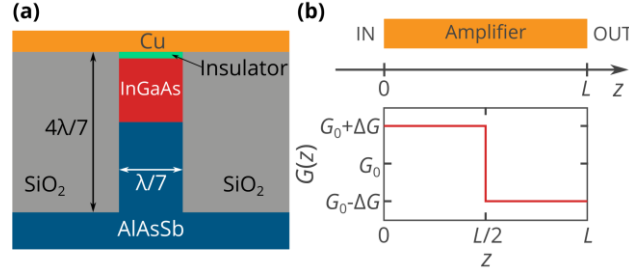 (a)
Cu
Insulator
InGaAs
4λ/7
SiO₂
λ/7
SiO₂
AlAsSb
(b)
IN Amplifier OUT
0 L z
G(z)
G₀+ΔG
G₀
G₀-ΔG
0 L/2 L
z